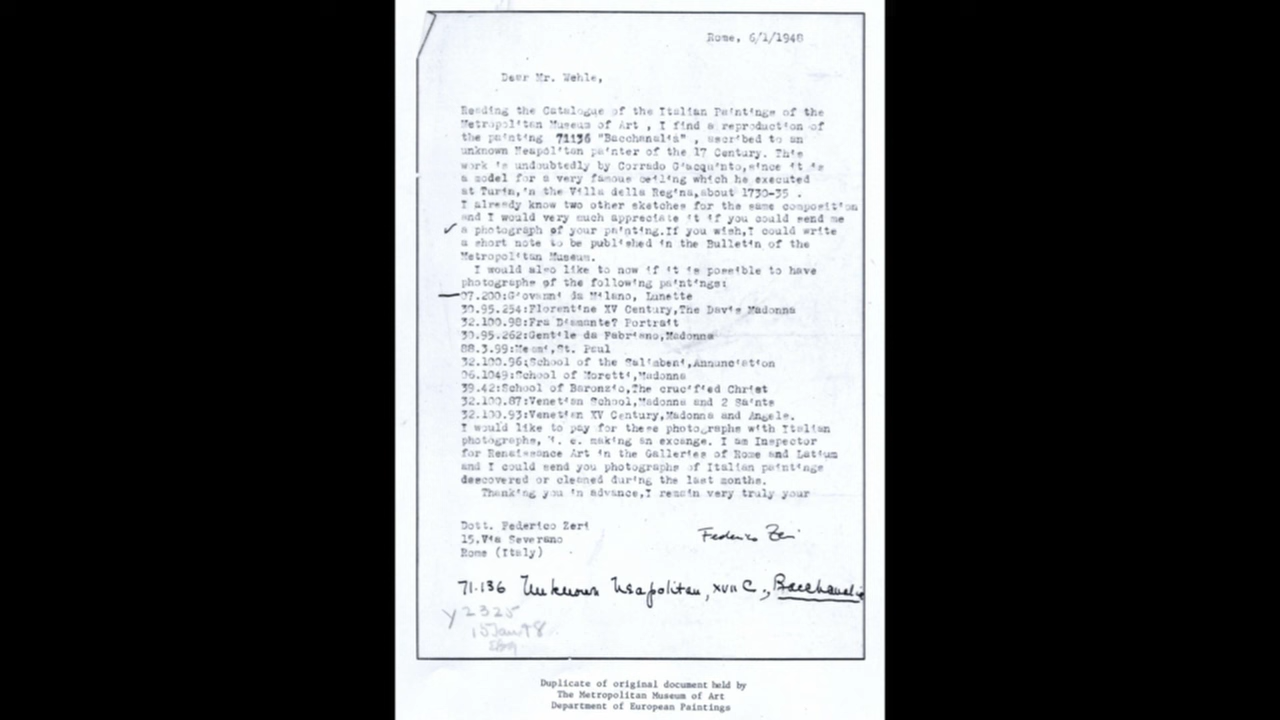 Rome, 6/1/1948
Dear Mr. Wehle,
Reading the Catalogue of the Italian Paintings of the
Metropolitan Museum of Art , I find a reproduction of
the painting 71136 "Bacchanalia" , ascribed to an
unknown Neapolitan painter of the 17 Century. This
work is undoubtedly by Corrado Giacquinto,since it is
a model for a very famous ceiling which he executed
at Turin,in the Villa della Regina,about 1730-35 .
I already know two other sketches for the same composition
and I would very much appreciate it if you could send me
a photograph of your painting.If you wish,I could write
a short note to be published in the Bulletin of the
Metropolitan Museum.
I would also like to now if it is possible to have
photographs of the following paintings:
07.200:Giovanni da Milano, Lunette
30.95.254:Florentine XV Century,The Davis Madonna
32.100.98:Fra Diamante? Portrait
30.95.262:Gentile da Fabriano,Madonna
88.3.99:Memmi,St. Paul
32.100.96:School of the Salimbeni,Annunciation
06.1049:School of Moretti,Madonna
39.42:School of Baronzio,The crucified Christ
32.100.87:Venetian School,Madonna and 2 Saints
32.100.93:Venetian XV Century,Madonna and Angels.
I would like to pay for these photographs with Italian
photographs, i. e. making an excange. I am Inspector
for Renaissance Art in the Galleries of Rome and Latium
and I could send you photographs of Italian paintings
descovered or cleaned during the last months.
Thanking you in advance,I remain very truly your
Dott. Federico Zeri
Federico Zeri
15,Via Severano
Rome (Italy)
71.136 Unknown Neapolitan, XVII C., Bacchanalia
Y 2325
15 Jan 48
Duplicate of original document held by
The Metropolitan Museum of Art
Department of European Paintings